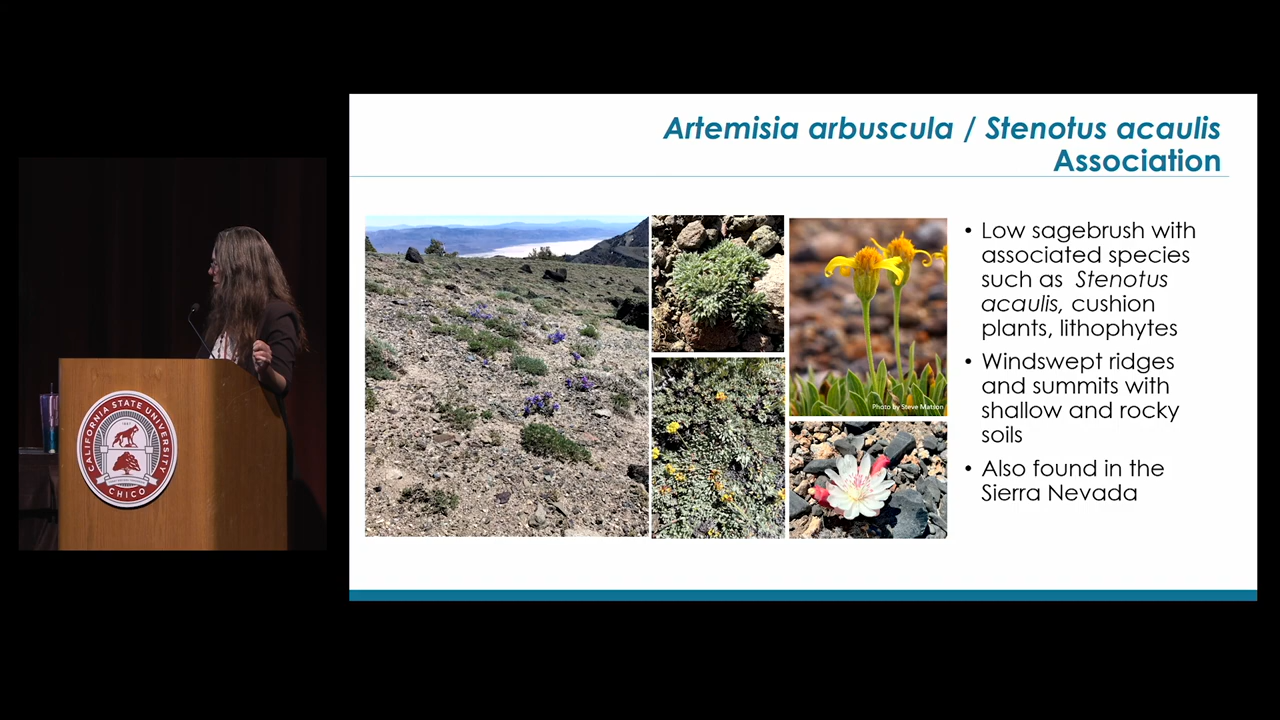 Artemisia arbuscula / Stenotus acaulis
Association
• Low sagebrush with
associated species
such as Stenotus
acaulis, cushion
plants, lithophytes
• Windswept ridges
and summits with
shallow and rocky
soils
• Also found in the
Sierra Nevada
Photo by Steve Matson
CALIFORNIA STATE UNIVERSITY
CHICO